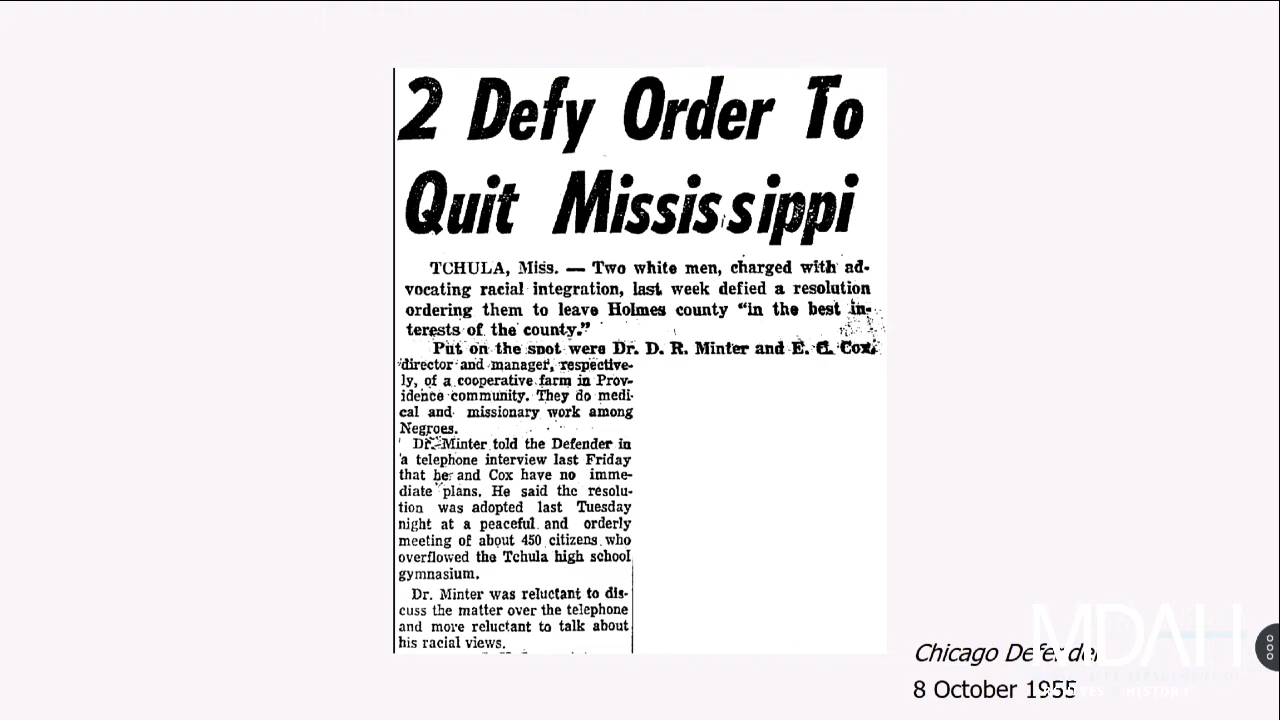 2 Defy Order To
Quit Mississippi
TCHULA, Miss. — Two white men, charged with ad-
vocating racial integration, last week defied a resolution
ordering them to leave Holmes county “in the best in-
terests of the county.”
Put on the spot were Dr. D. R. Minter and E. Cox,
director and manager, respective-
ly, of a cooperative farm in Prov-
idence community. They do medi-
cal and missionary work among
Negroes.
Dr. Minter told the Defender in
a telephone interview last Friday
that he and Cox have no imme-
diate plans. He said the resolu-
tion was adopted last Tuesday
night at a peaceful and orderly
meeting of about 450 citizens who
overflowed the Tchula high school
gymnasium.
Dr. Minter was reluctant to dis-
cuss the matter over the telephone
and more reluctant to talk about
his racial views.
Chicago Defender
8 October 1955
MDAH
HISTORY